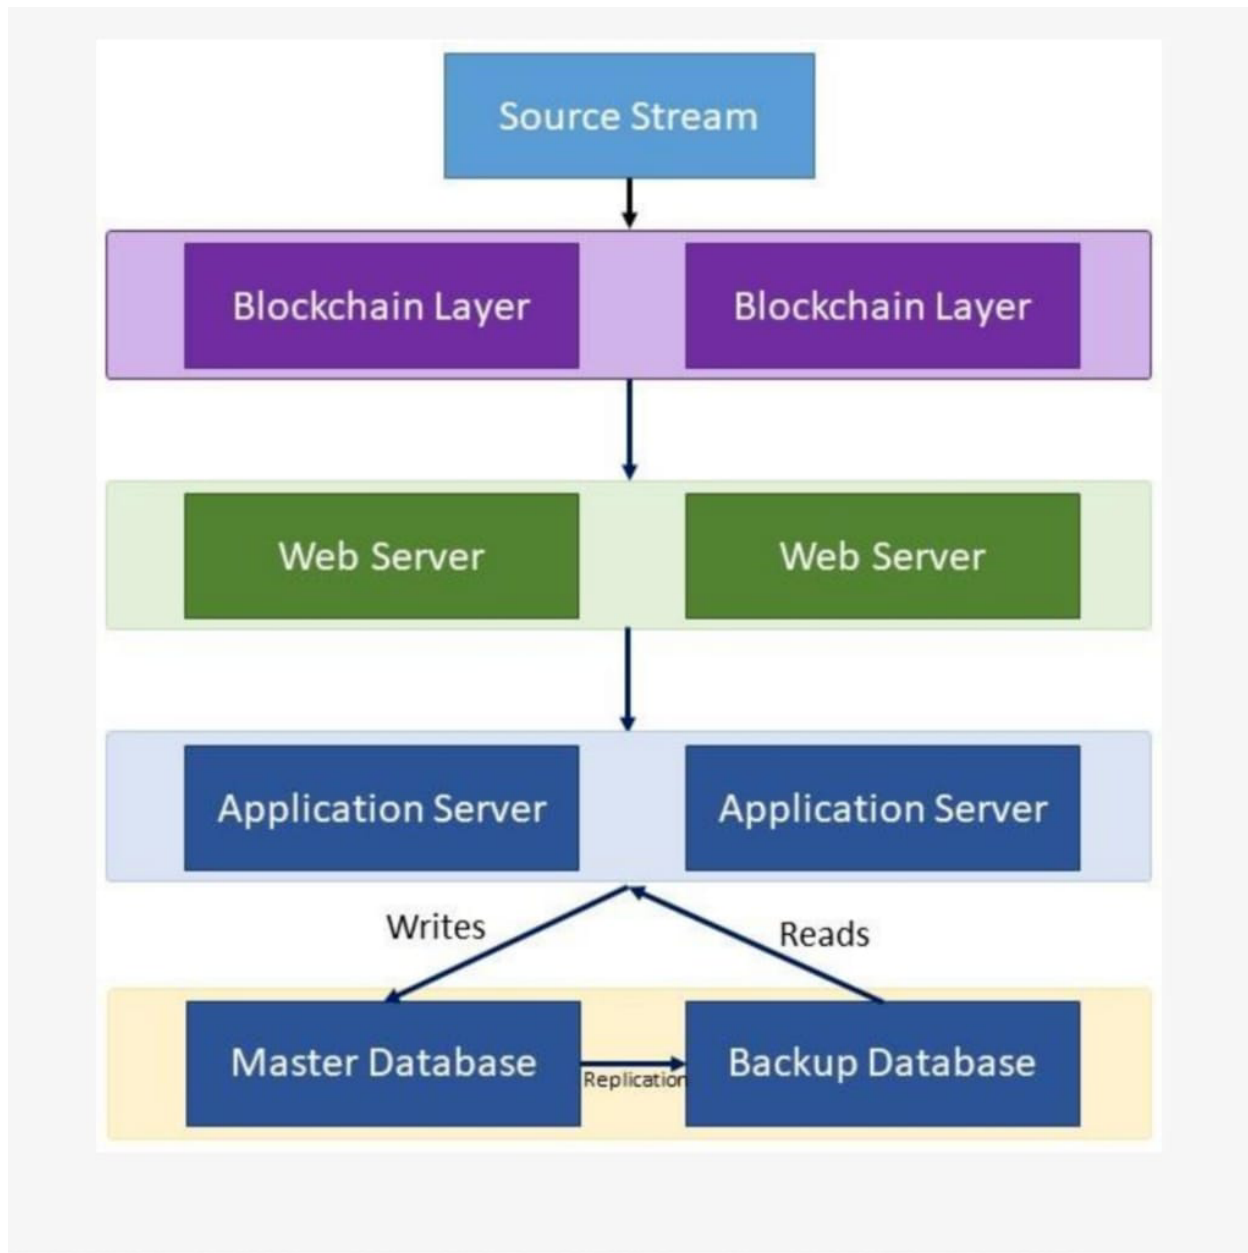 Source Stream
Blockchain Layer
Blockchain Layer
Web Server
Web Server
Application Server
Application Server
Writes
Reads
Master Database
Replication
Backup Database